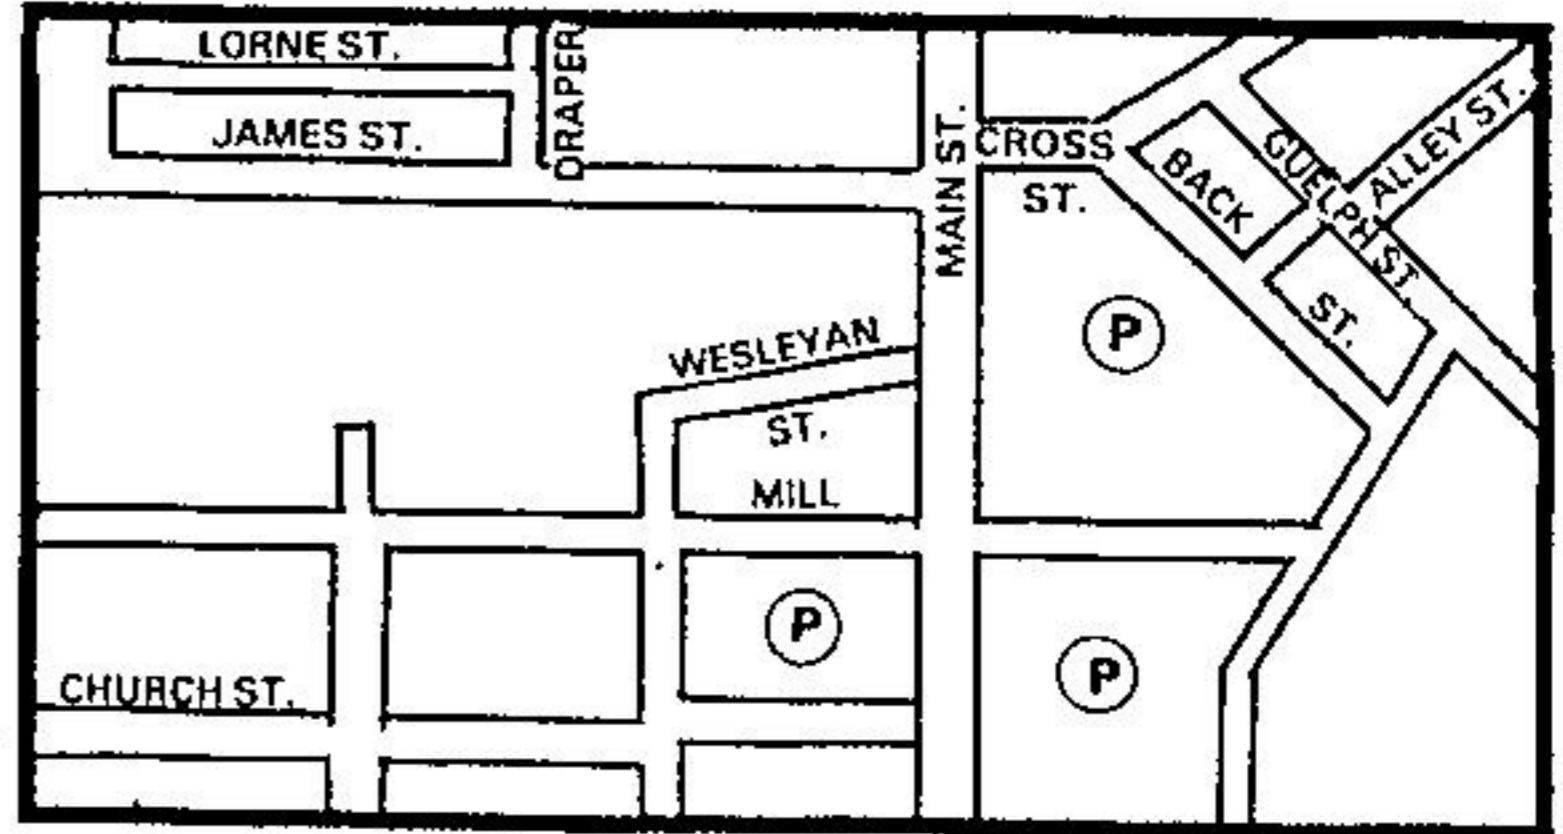 LORNE ST.
DRAPER
JAMES ST.
MAIN ST.
CROSS
ST.
BACK
ST.
GUELPH ST.
ALLEY ST.
P
WESLEYAN
ST.
MILL
P
P
CHURCH ST.